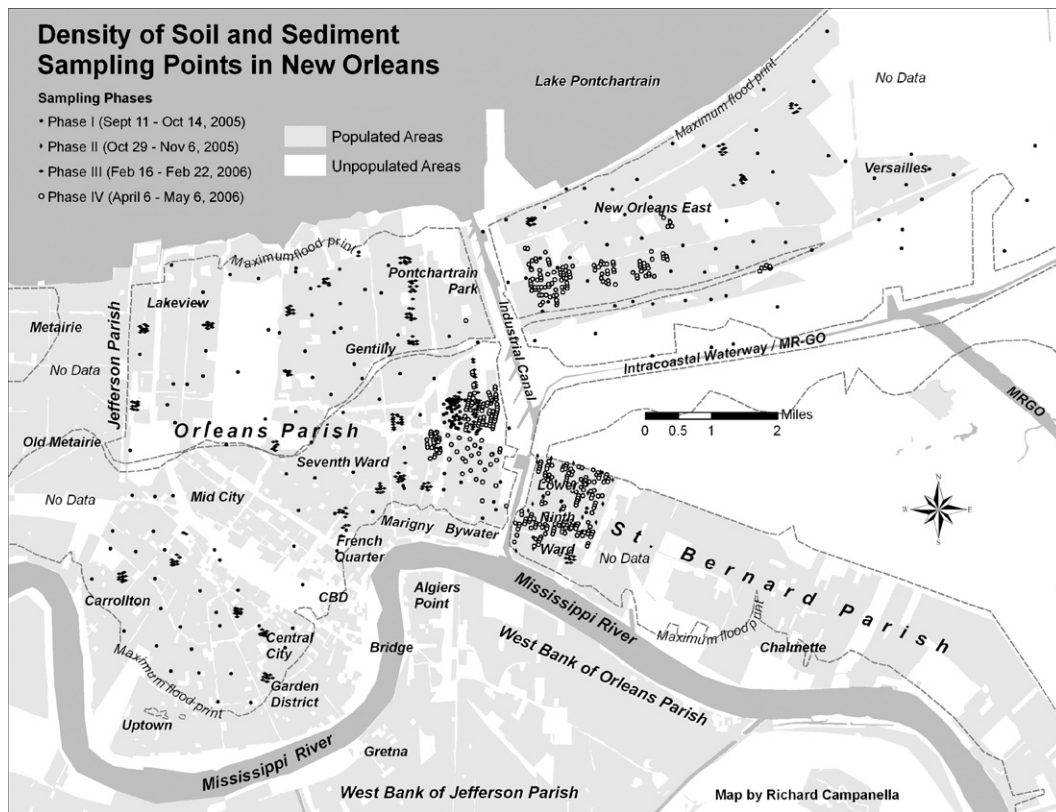 Density of Soil and Sediment
Sampling Points in New Orleans
Sampling Phases
Phase I (Sept 11 - Oct 14, 2005)
Phase II (Oct 29 - Nov 6, 2005)
Phase III (Feb 16 - Feb 22, 2006)
Phase IV (April 6 - May 6, 2006)
Populated Areas
Unpopulated Areas
Lake Pontchartrain
Maximum flood print
No Data
Versailles
New Orleans East
Maximum flood print
Pontchartrain
Park
Lakeview
Metairie
Jefferson Parish
Industrial Canal
Gentilly
No Data
Intracoastal Waterway / MR-GO
MRGO
Miles
0 0.5 1 2
Orleans Parish
Old Metairie
Seventh Ward
No Data
Mid City
Lower
Ninth
Ward
N
W
E
S
Marigny
Bywater
French
Quarter
St. Bernard Parish
No Data
Carrollton
CBD
Algiers
Point
Mississippi River
Maximum flood print
Chalmette
Central
City
Bridge
West Bank of Orleans Parish
Maximum flood print
Garden
District
Uptown
Gretna
Mississippi River
West Bank of Jefferson Parish
Map by Richard Campanella